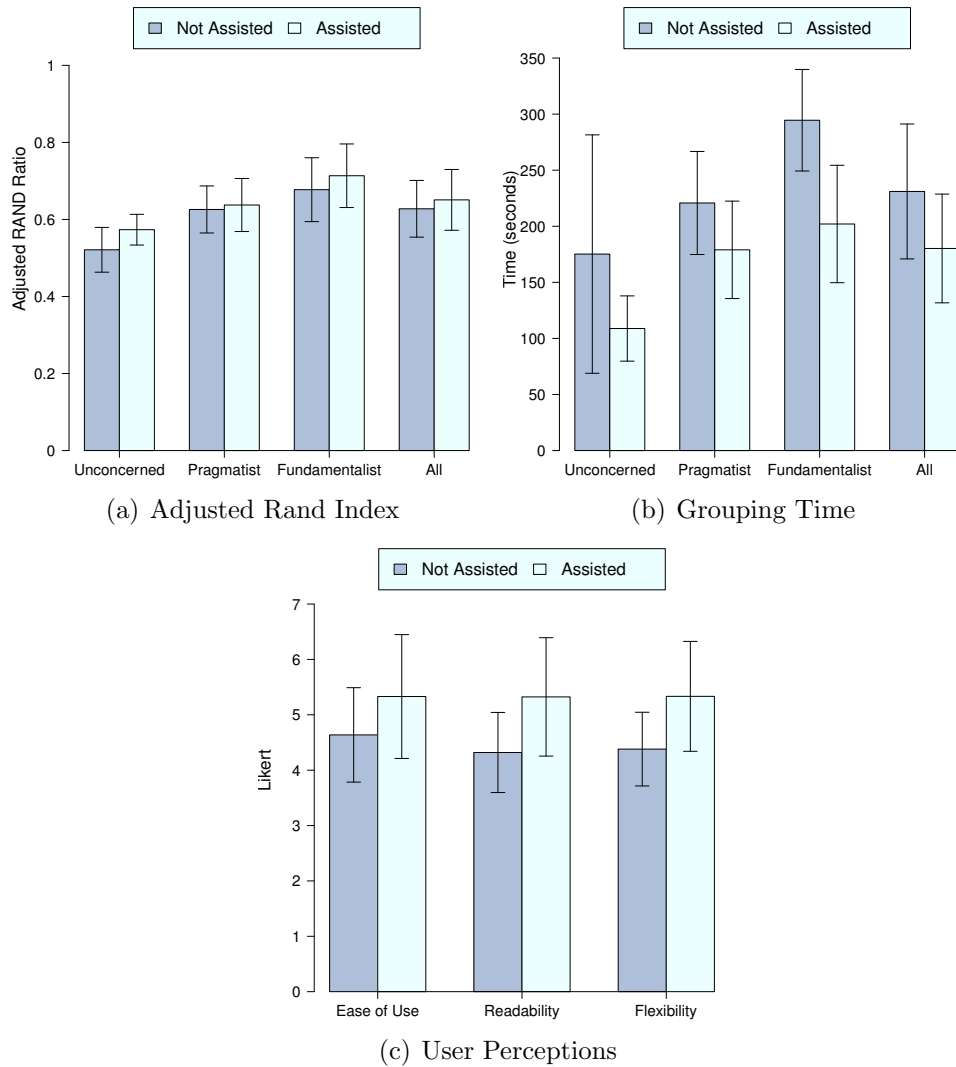 Not Assisted Assisted
Adjusted RAND Ratio
1
0.8
0.6
0.4
0.2
0
Unconcerned Pragmatist Fundamentalist All
(a) Adjusted Rand Index
Not Assisted Assisted
Time (seconds)
350
300
250
200
150
100
50
0
Unconcerned Pragmatist Fundamentalist All
(b) Grouping Time
Not Assisted Assisted
Likert
7
6
5
4
3
2
1
0
Ease of Use Readability Flexibility
(c) User Perceptions